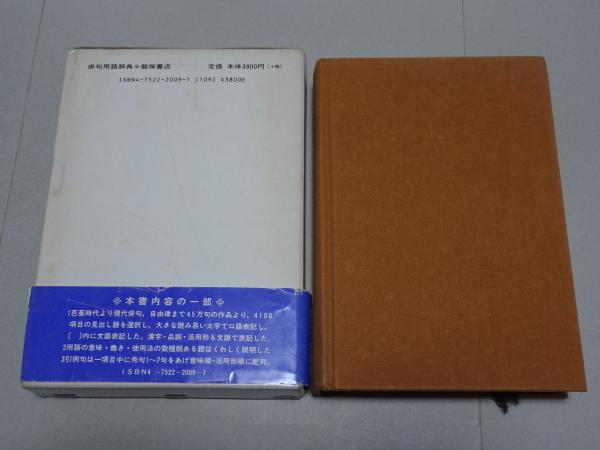 俳句用語辞典※飯塚書店 定価 本体3800円(+税)
ISBN4-7522-2009-1 C1092 ¥3800E
◈本書内容の一部◈
1芭蕉時代より現代俳句，自由律まで45万句の作品より，4100
項目の見出し語を選択し，大きな読み易い太字で口語表記し，
〔 〕内に文語表記した。漢字・品詞・活用形も文語で表記した。
2用語の意味・働き・使用法の数種類ある語はくわしく説明した
3引例句は一項目中に秀句1〜7句をあげ意味順・活用形順に配列。
ISBN4-7522-2009-1